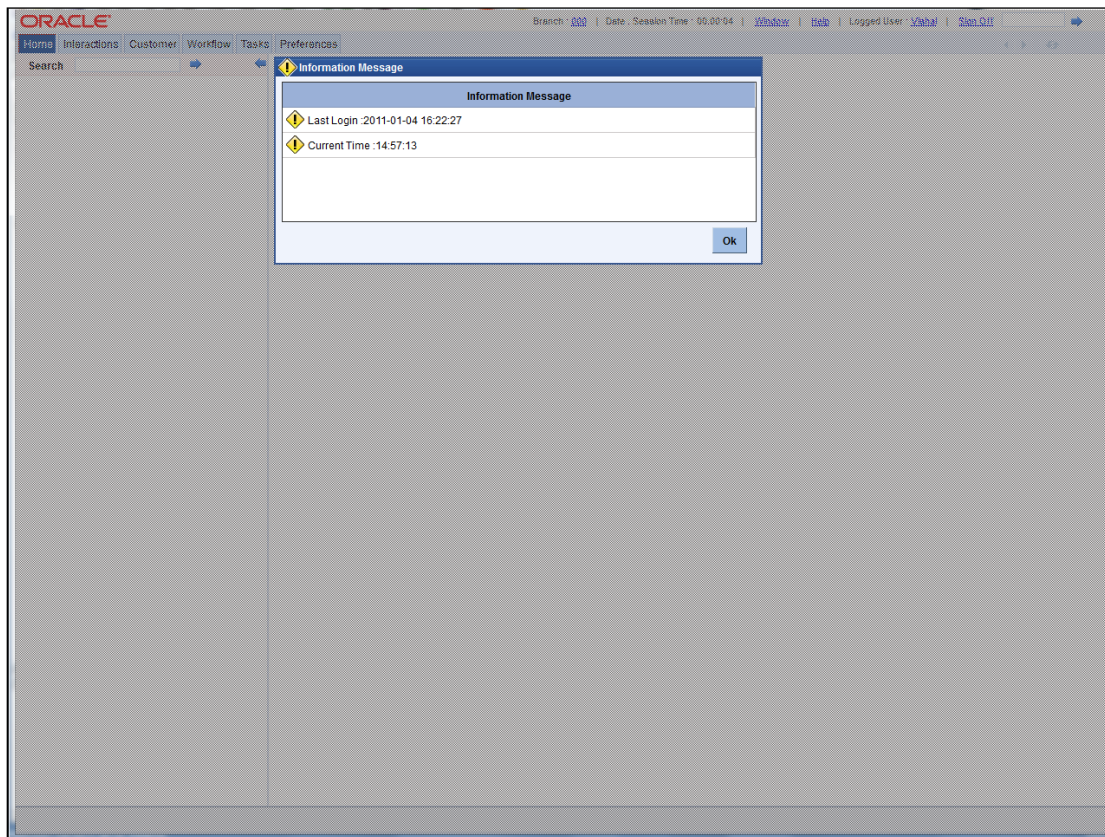 ORACLE
Branch : 000 | Date : Session Time : 00:00:04 | Window | Help | Logged User : Vishal | Sign Off
Home Interactions Customer Workflow Tasks Preferences
Search
Information Message
Information Message
Last Login :2011-01-04 16:22:27
Current Time :14:57:13
Ok